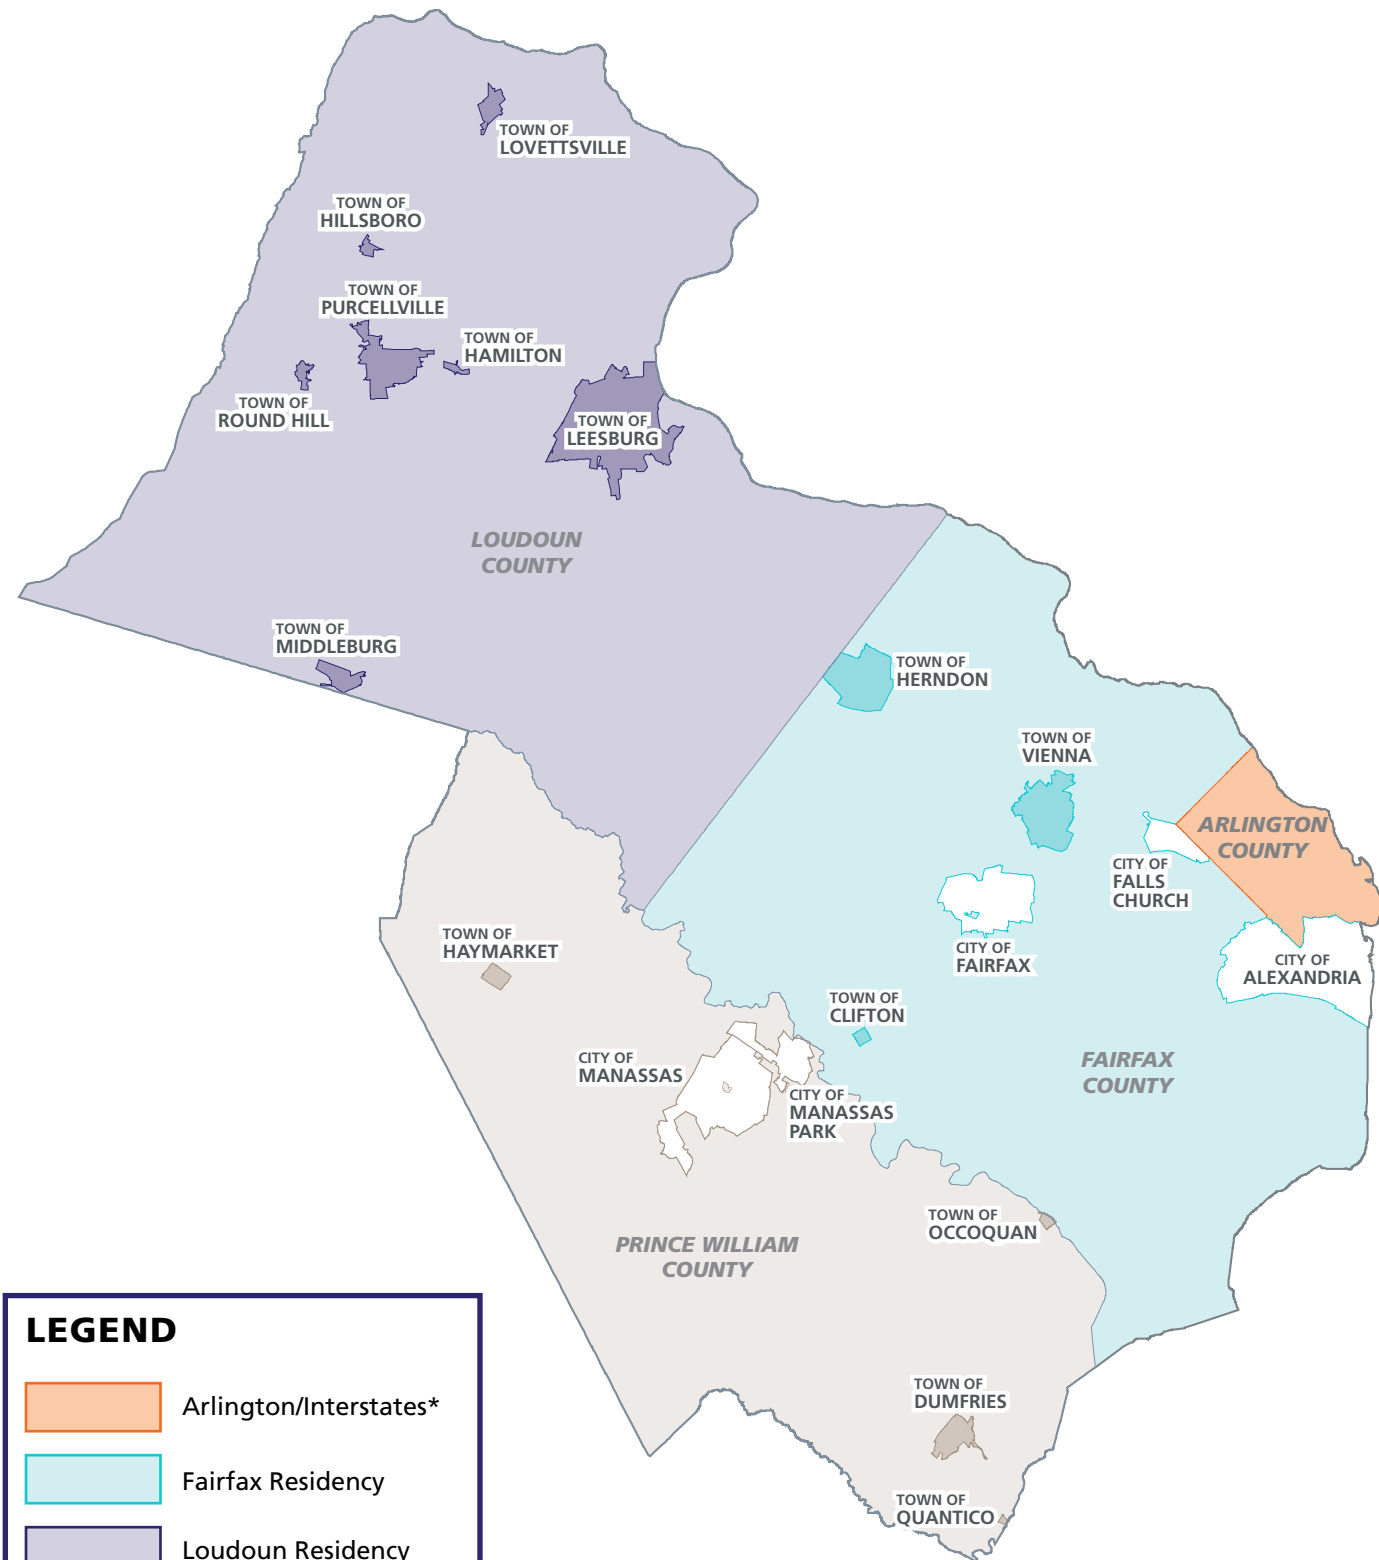 TOWN OF
LOVETTSVILLE
TOWN OF
HILLSBORO
TOWN OF
PURCELLVILLE
TOWN OF
HAMILTON
TOWN OF
ROUND HILL
TOWN OF
LEESBURG
LOUDOUN
COUNTY
TOWN OF
MIDDLEBURG
TOWN OF
HERNDON
TOWN OF
VIENNA
ARLINGTON
COUNTY
CITY OF
FALLS
CHURCH
CITY OF
FAIRFAX
CITY OF
ALEXANDRIA
TOWN OF
HAYMARKET
TOWN OF
CLIFTON
CITY OF
MANASSAS
CITY OF
MANASSAS
PARK
FAIRFAX
COUNTY
TOWN OF
OCCOQUAN
PRINCE WILLIAM
COUNTY
TOWN OF
DUMFRIES
TOWN OF
QUANTICO
LEGEND
Arlington/Interstates*
Fairfax Residency
Loudoun Residency